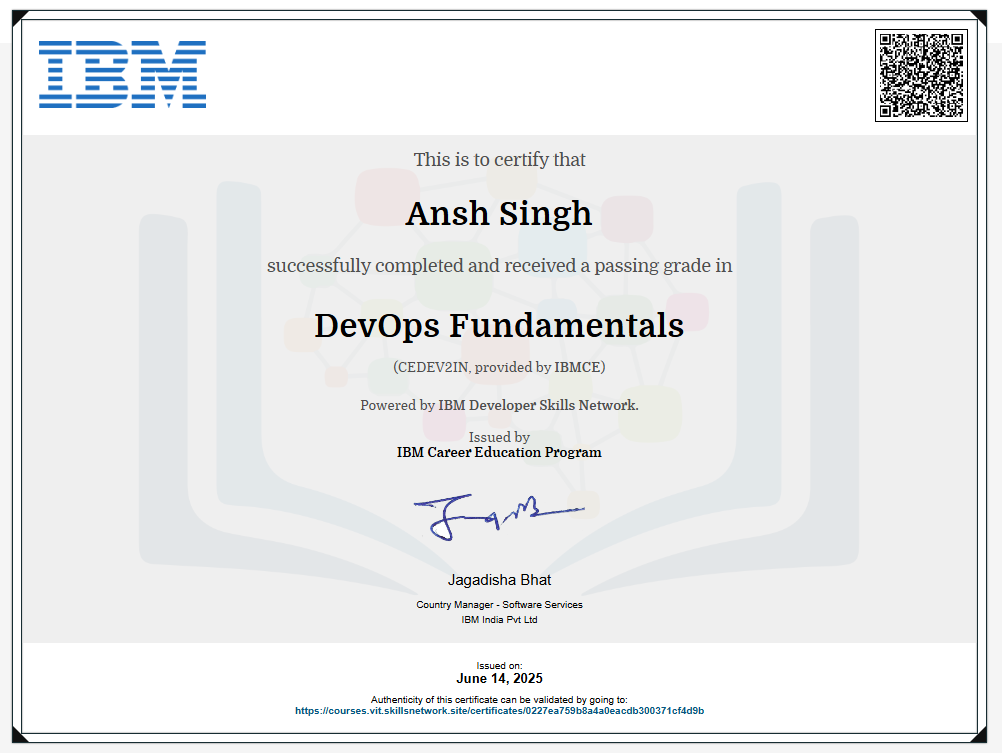 IBM
This is to certify that
Ansh Singh
successfully completed and received a passing grade in
DevOps Fundamentals
(CEDEV2IN, provided by IBMCE)
Powered by IBM Developer Skills Network.
Issued by
IBM Career Education Program
Jagadisha Bhat
Country Manager - Software Services
IBM India Pvt Ltd
Issued on:
June 14, 2025
Authenticity of this certificate can be validated by going to:
https://courses.vit.skillsnetwork.site/certificates/0227ea759b8a4a0eacdb300371cf4d9b